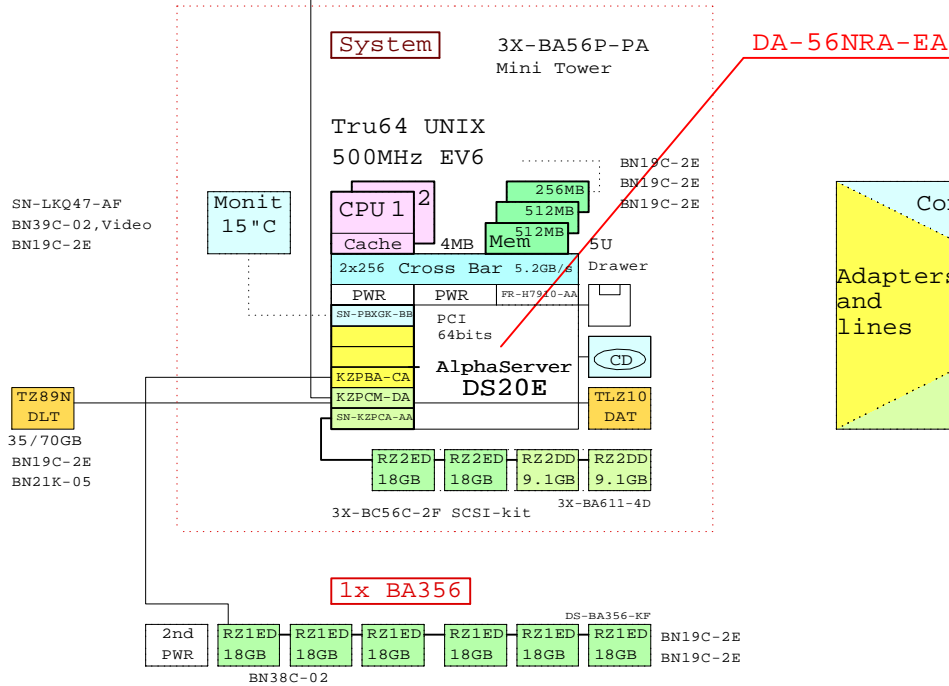 System
3X-BA56P-PA
Mini Tower
DA-56NRA-EA
Tru64 UNIX
500MHz EV6
BN19C-2E
BN19C-2E
BN19C-2E
SN-LKQ47-AF
BN39C-02,Video
BN19C-2E
Monit
15"C
CPU 1
2
Cache
4MB
256MB
512MB
512MB
Mem
5U
Drawer
2x256 Cross Bar 5.2GB/s
PWR
PWR
FR-H7910-AA
SN-PBXGK-BB
PCI
64bits
AlphaServer
DS20E
CD
KZPBA-CA
KZPCM-DA
SN-KZPCA-AA
TLZ10
DAT
TZ89N
DLT
35/70GB
BN19C-2E
BN21K-05
Adapters
and
lines
RZ2ED
18GB
RZ2ED
18GB
RZ2DD
9.1GB
RZ2DD
9.1GB
3X-BA611-4D
3X-BC56C-2F SCSI-kit
1x BA356
DS-BA356-KF
2nd
PWR
RZ1ED
18GB
RZ1ED
18GB
RZ1ED
18GB
RZ1ED
18GB
RZ1ED
18GB
RZ1ED
18GB
BN19C-2E
BN19C-2E
BN38C-02